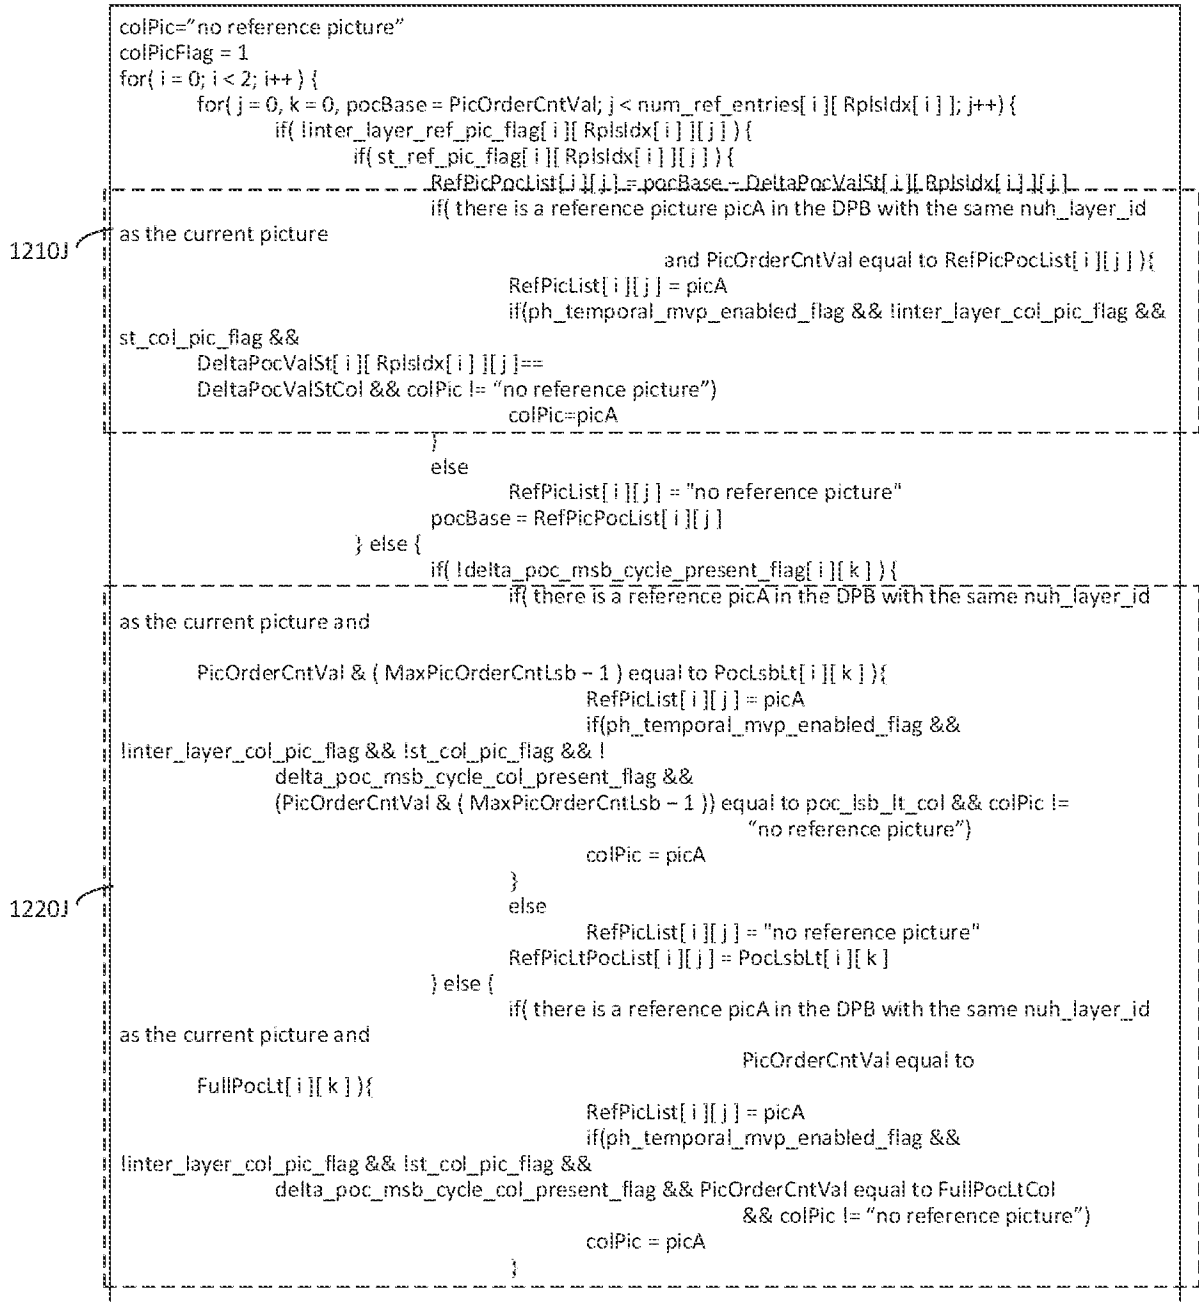 colPic="no reference picture"
colPicFlag = 1
for( i = 0; i < 2; i++ ) {
for( j = 0, k = 0, pocBase = PicOrderCntVal; j < num_ref_entries[ i ][ RplsIdx[ i ] ]; j++) {
if( !inter_layer_ref_pic_flag[ i ][ RplsIdx[ i ] ][ j ] ) {
if( st_ref_pic_flag[ i ][ RplsIdx[ i ] ][ j ] ) {
RefPicPocList[ i ][ j ] = pocBase – DeltaPocValSt[ i ][ RplsIdx[ i ] ][ j ]
if( there is a reference picture picA in the DPB with the same nuh_layer_id
as the current picture
1210J
and PicOrderCntVal equal to RefPicPocList[ i ][ j ] ){
RefPicList[ i ][ j ] = picA
if(ph_temporal_mvp_enabled_flag && !inter_layer_col_pic_flag &&
st_col_pic_flag &&
DeltaPocValSt[ i ][ RplsIdx[ i ] ][ j ]==
DeltaPocValStCol && colPic != "no reference picture")
colPic=picA
}
else
RefPicList[ i ][ j ] = "no reference picture"
pocBase = RefPicPocList[ i ][ j ]
} else {
if( !delta_poc_msb_cycle_present_flag[ i ][ k ] ) {
if( there is a reference picA in the DPB with the same nuh_layer_id
as the current picture and
PicOrderCntVal & ( MaxPicOrderCntLsb – 1 ) equal to PocLsbLt[ i ][ k ] ){
RefPicList[ i ][ j ] = picA
if(ph_temporal_mvp_enabled_flag &&
!inter_layer_col_pic_flag && !st_col_pic_flag && !
delta_poc_msb_cycle_col_present_flag &&
(PicOrderCntVal & ( MaxPicOrderCntLsb – 1 )) equal to poc_lsb_lt_col && colPic !=
"no reference picture")
colPic = picA
}
1220J
else
RefPicList[ i ][ j ] = "no reference picture"
RefPicLtPocList[ i ][ j ] = PocLsbLt[ i ][ k ]
} else {
if( there is a reference picA in the DPB with the same nuh_layer_id
as the current picture and
PicOrderCntVal equal to
FullPocLt[ i ][ k ] ){
RefPicList[ i ][ j ] = picA
if(ph_temporal_mvp_enabled_flag &&
!inter_layer_col_pic_flag && !st_col_pic_flag &&
delta_poc_msb_cycle_col_present_flag && PicOrderCntVal equal to FullPocLtCol
&& colPic != "no reference picture")
colPic = picA
}